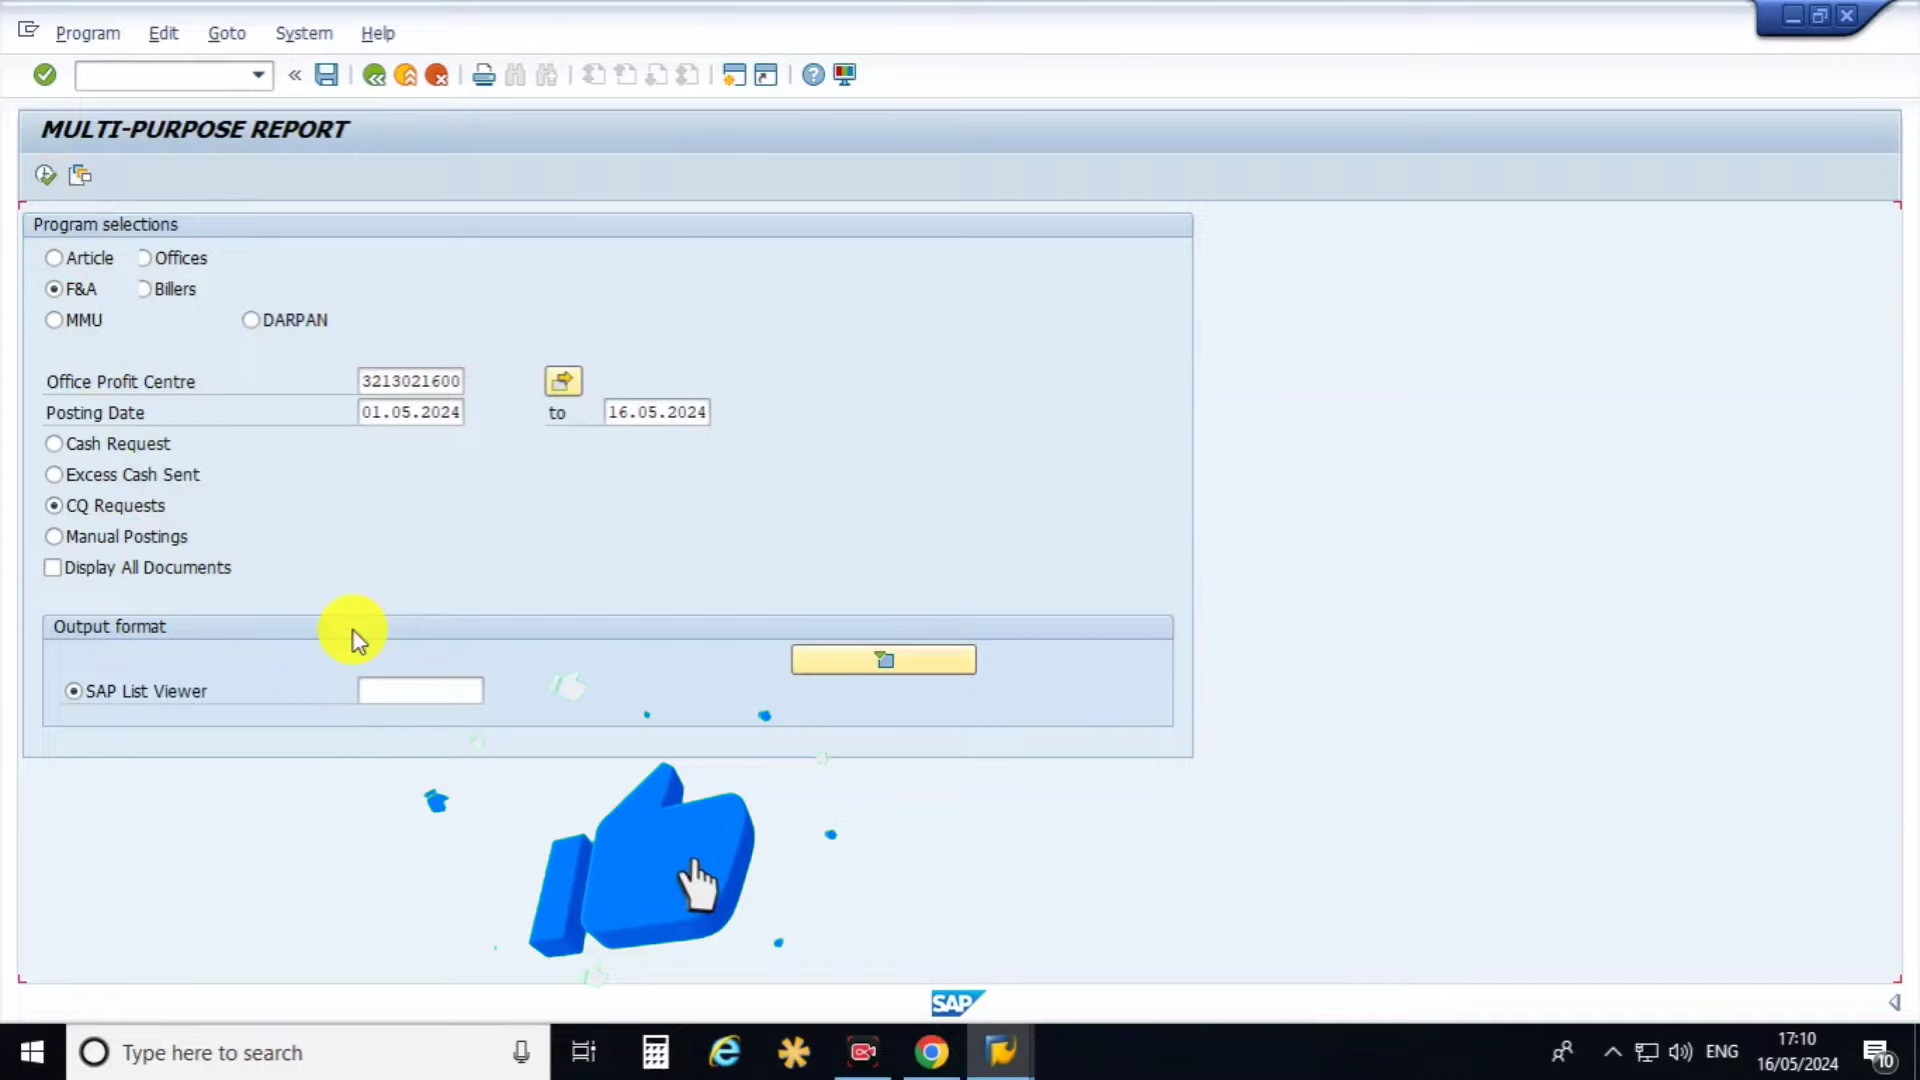 Program Edit Goto System Help
MULTI-PURPOSE REPORT
Program selections
Article Offices
F&A Billers
MMU DARPAN
Office Profit Centre 3213021600
Posting Date 01.05.2024 to 16.05.2024
Cash Request
Excess Cash Sent
CQ Requests
Manual Postings
Display All Documents
Output format
SAP List Viewer
SAP
Type here to search
ENG
17:10
16/05/2024
10